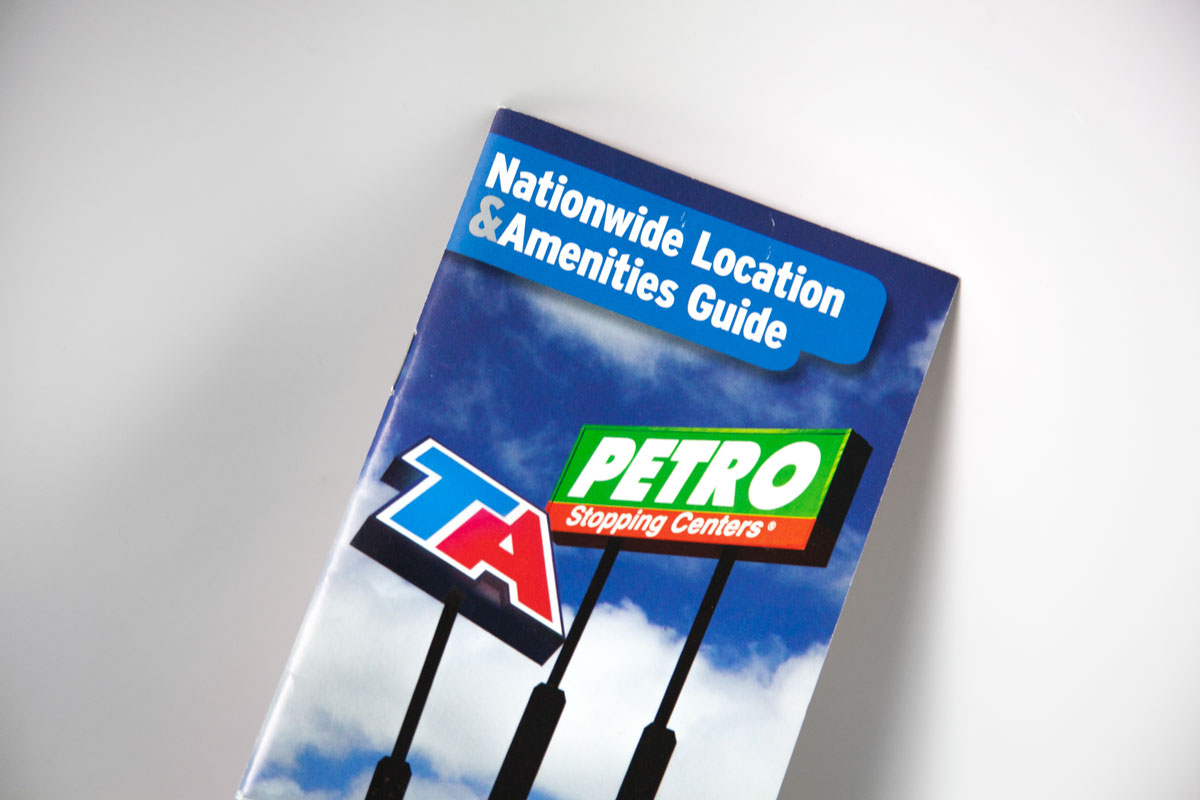 Nationwide Location
&Amenities Guide
TA
PETRO
Stopping Centers®